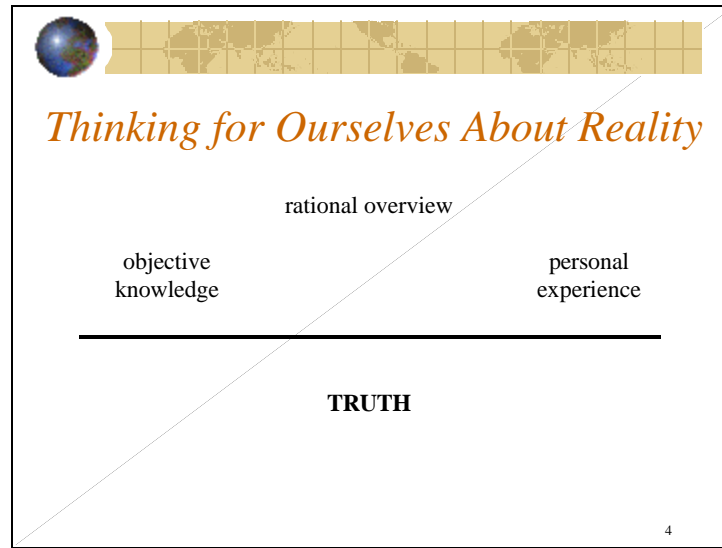 Thinking for Ourselves About Reality
rational overview
objective
knowledge
personal
experience
TRUTH
4